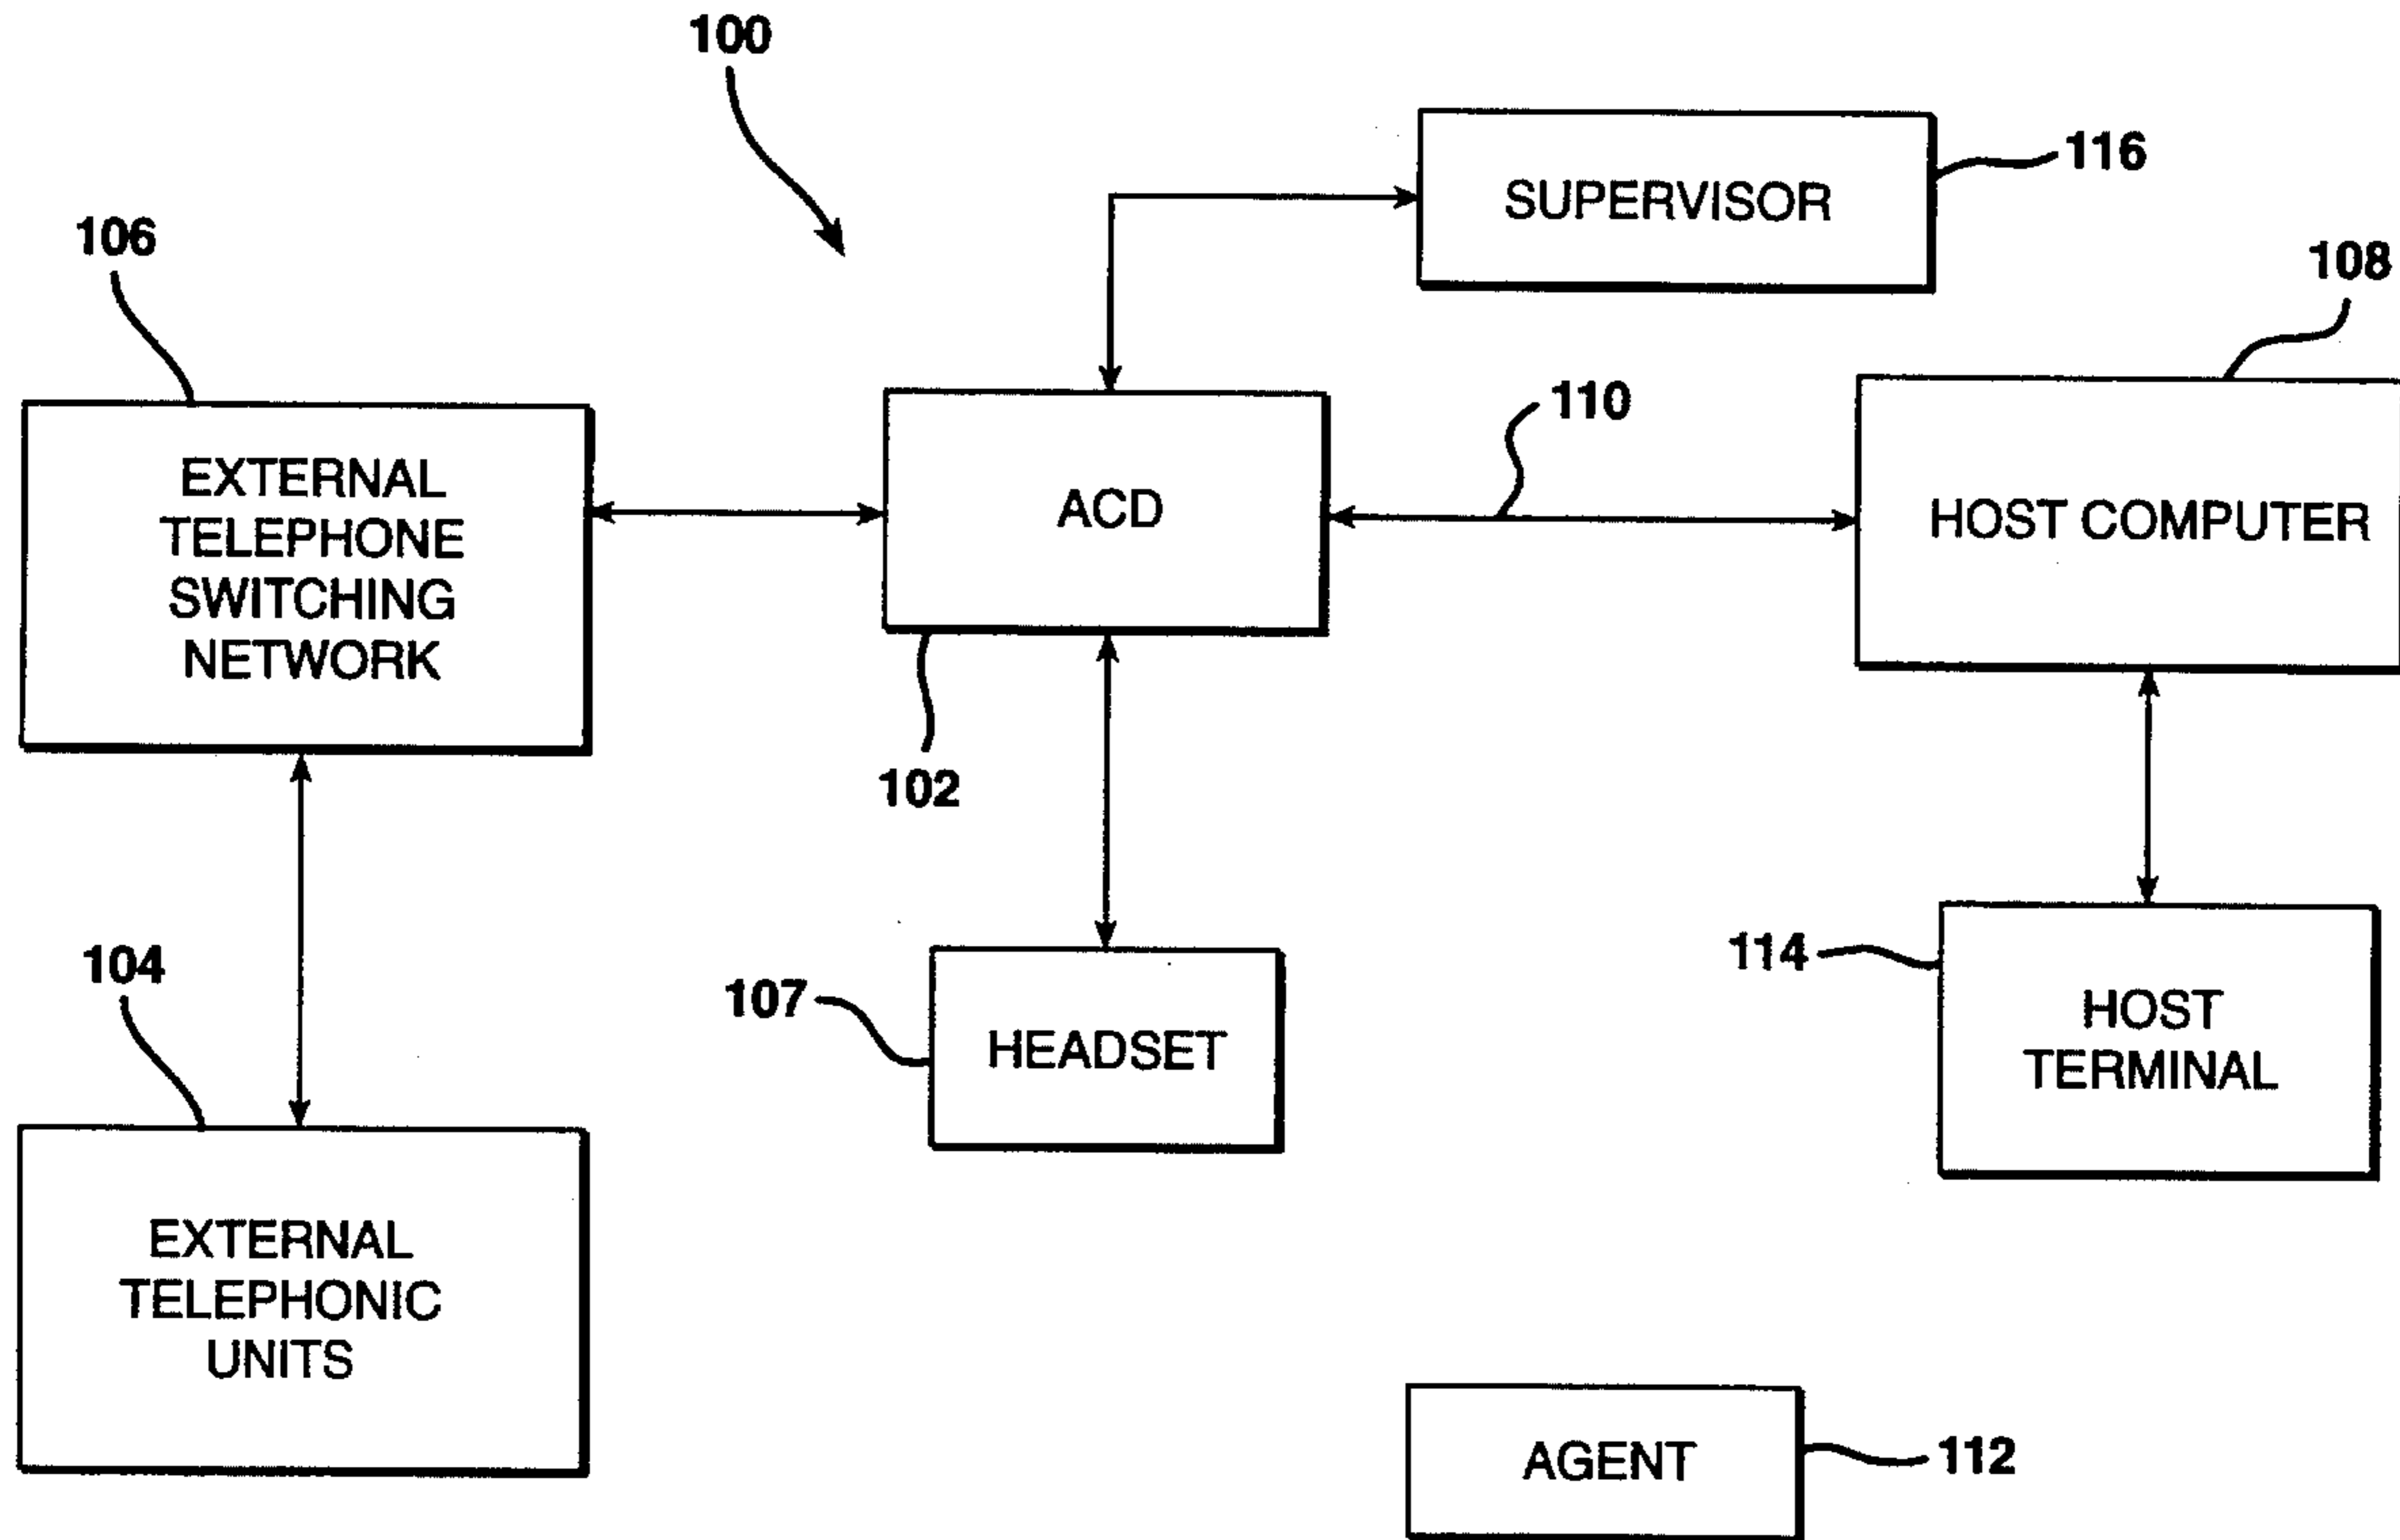 100
SUPERVISOR
116
106
108
EXTERNAL
TELEPHONE
SWITCHING
NETWORK
ACD
110
HOST COMPUTER
102
104
107
HEADSET
114
HOST
TERMINAL
EXTERNAL
TELEPHONIC
UNITS
AGENT
112